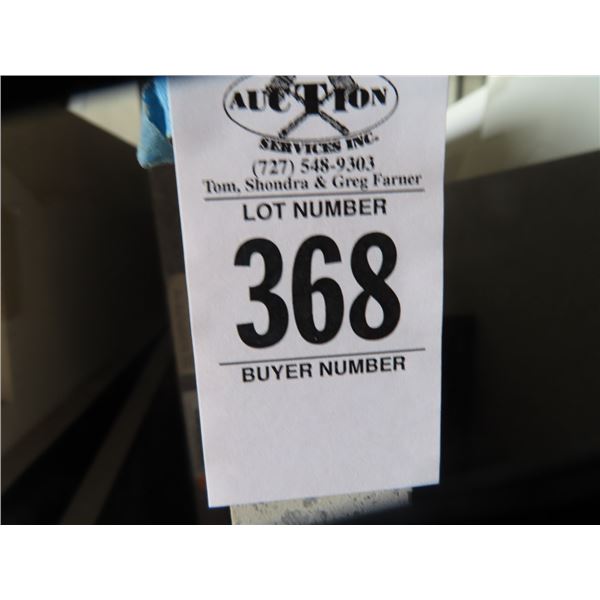 AUCTION
SERVICES INC.
(727) 548-9303
Tom, Shondra & Greg Farner
LOT NUMBER
368
BUYER NUMBER